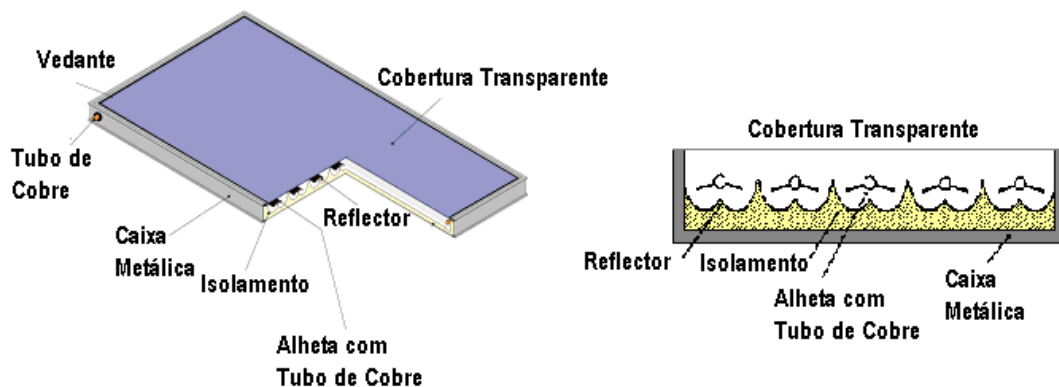 Vedante
Cobertura Transparente
Tubo de
Cobre
Reflector
Caixa
Metálica
Isolamento
Alheta com
Tubo de Cobre
Cobertura Transparente
Reflector
Isolamento
Alheta com
Tubo de Cobre
Caixa
Metálica